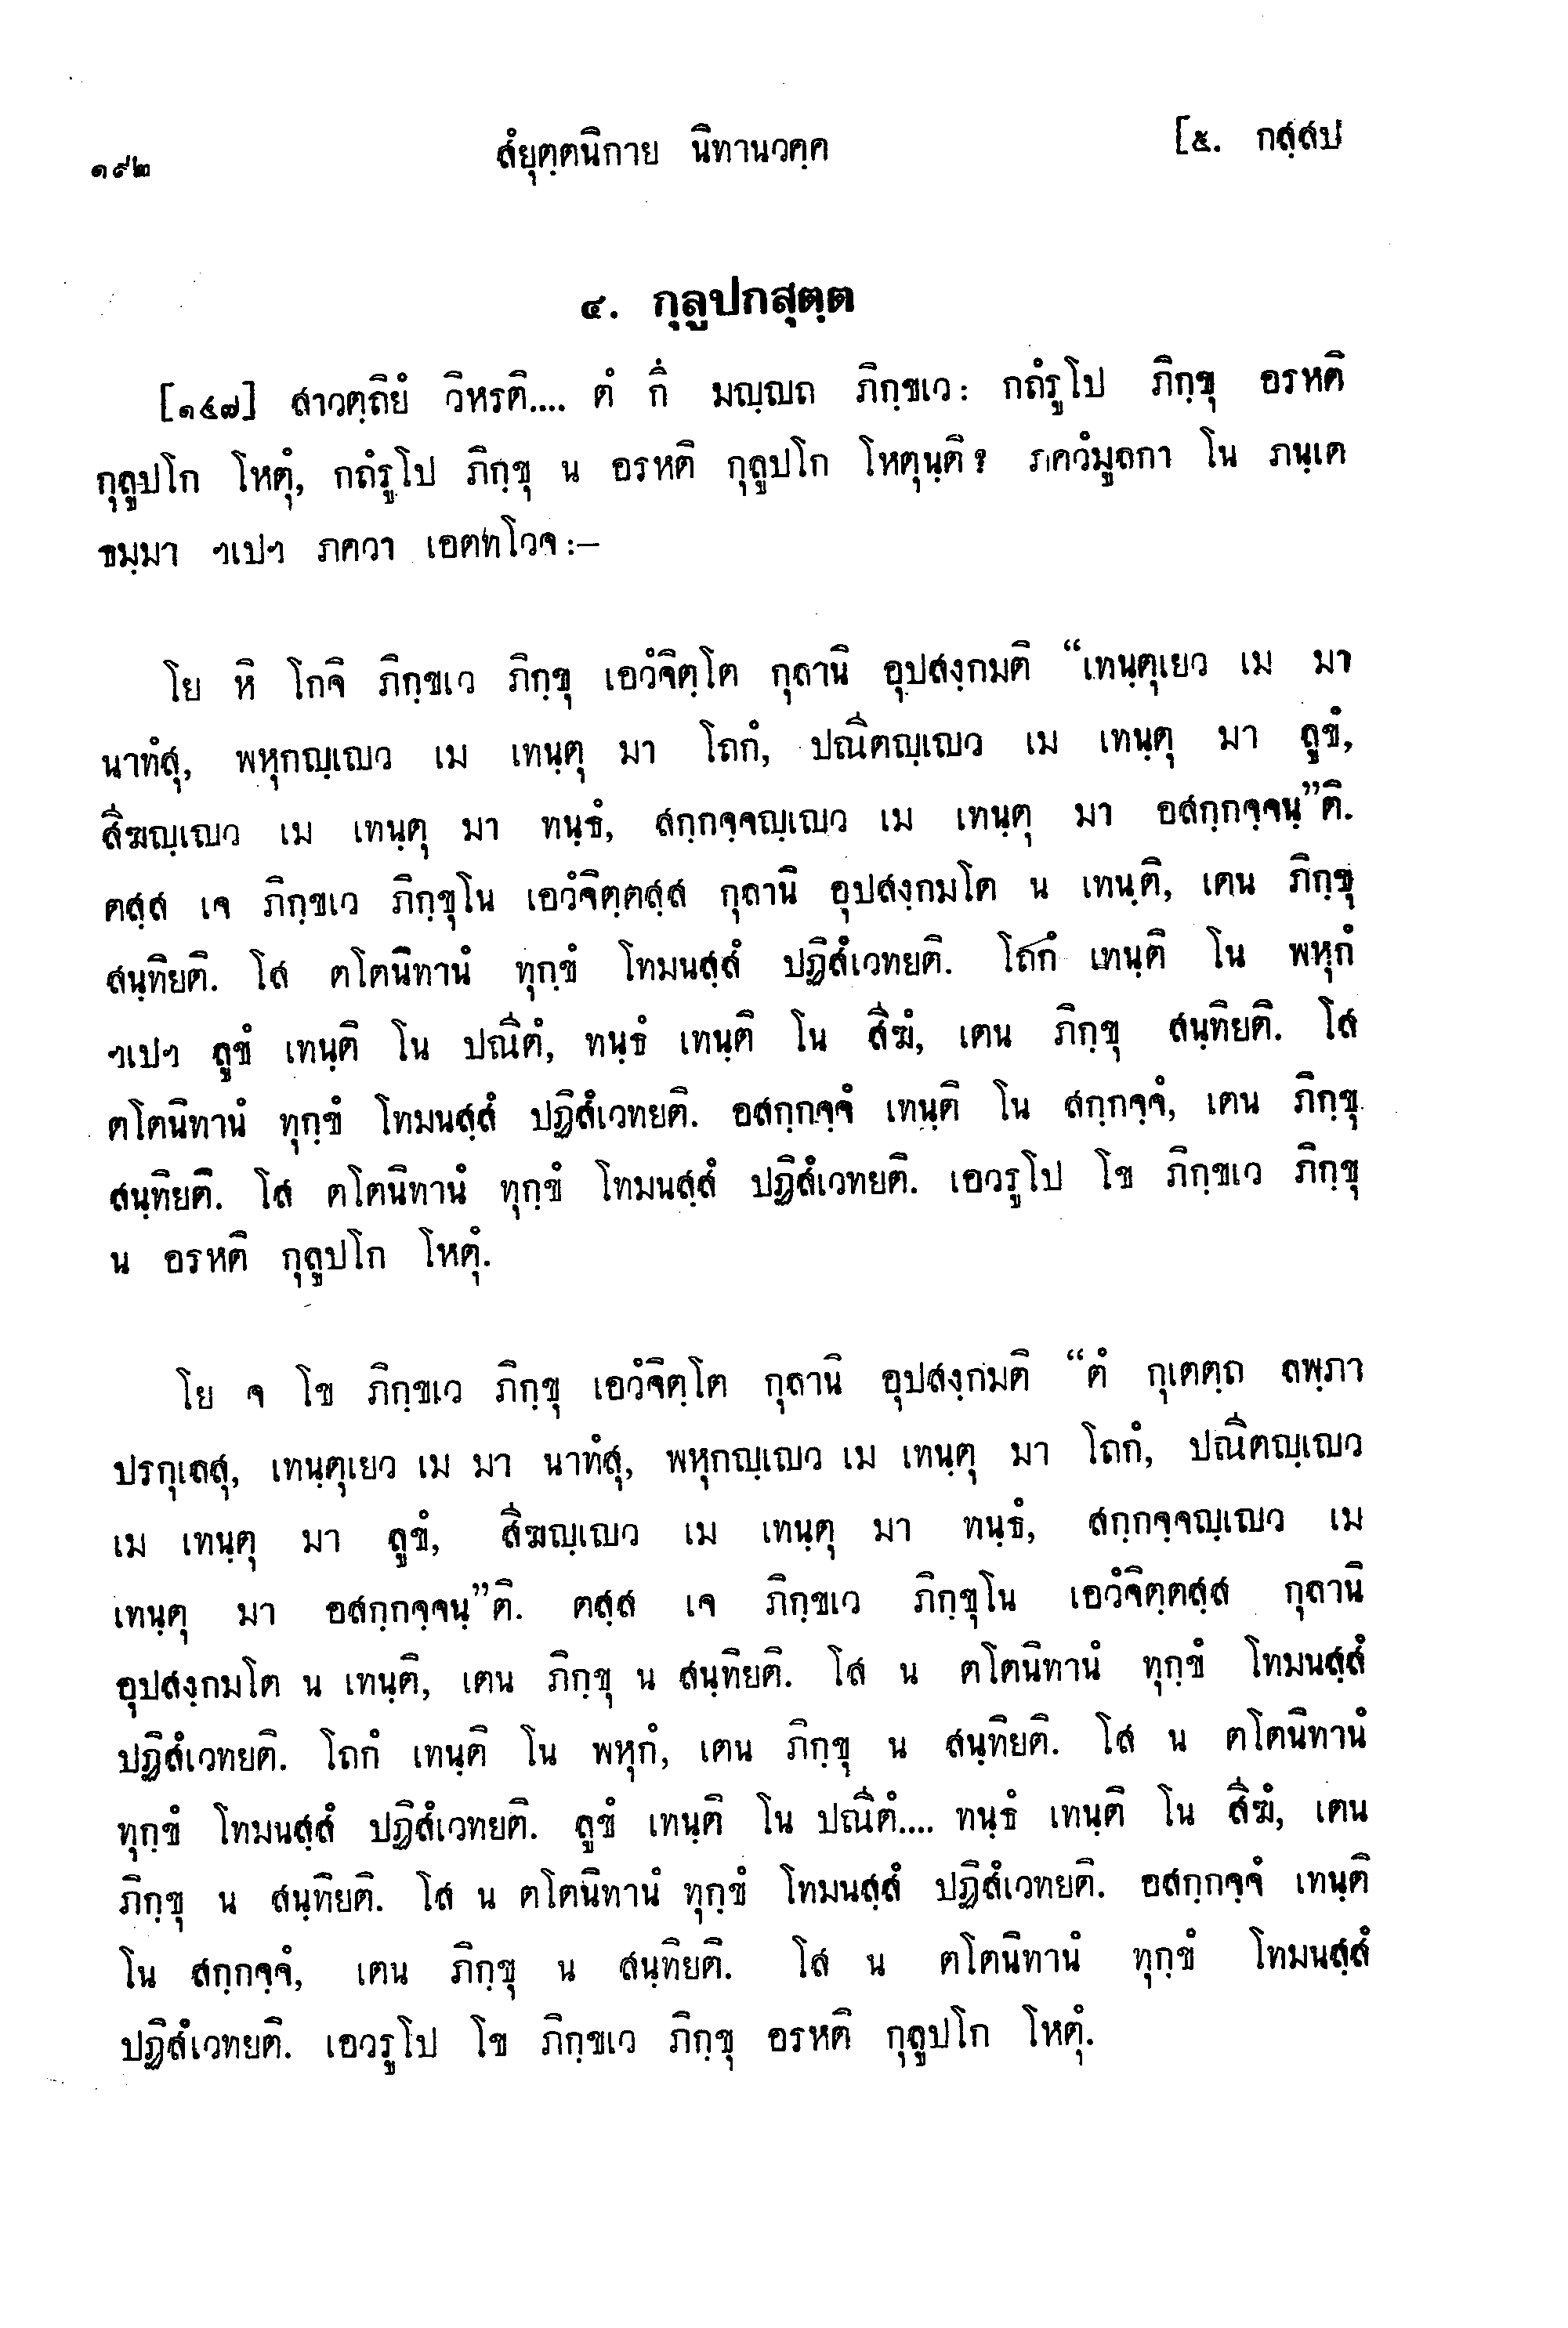 ๑๙๒ สํยุตฺตนิกาย นิทานวคฺค [๕. กสฺสป
๔. กุลูปกสุตฺต
[๑๔๗] สาวตฺถิยํ วิหรติ.... ตํ กึ มญฺญถ ภิกฺขเว: กถํรูโป ภิกฺขุ อรหติ
กุลูปโก โหตุํ, กถํรูโป ภิกฺขุ น อรหติ กุลูปโก โหตุนฺติ? ภควํมูลกา โน ภนฺเต
ธมฺมา ฯเปฯ ภควา เอตทโวจ:–
โย หิ โกจิ ภิกฺขเว ภิกฺขุ เอวํจิตฺโต กุลานิ อุปสงฺกมติ “เทนฺตุเยว เม มา
นาทํสุ, พหุกญฺเญว เม เทนฺตุ มา โถกํ, ปณีตญฺเญว เม เทนฺตุ มา ลูขํ,
สีฆญฺเญว เม เทนฺตุ มา ทนฺธํ, สกฺกจฺจญฺเญว เม เทนฺตุ มา อสกฺกจฺจนฺ”ติ.
ตสฺส เจ ภิกฺขเว ภิกฺขุโน เอวํจิตฺตสฺส กุลานิ อุปสงฺกมโต น เทนฺติ, เตน ภิกฺขุ
สนฺทิยติ. โส ตโตนิทานํ ทุกฺขํ โทมนสฺสํ ปฏิสํเวทยติ. โถกํ เทนฺติ โน พหุกํ
ฯเปฯ ลูขํ เทนฺติ โน ปณีตํ, ทนฺธํ เทนฺติ โน สีฆํ, เตน ภิกฺขุ สนฺทิยติ. โส
ตโตนิทานํ ทุกฺขํ โทมนสฺสํ ปฏิสํเวทยติ. อสกฺกจฺจํ เทนฺติ โน สกฺกจฺจํ, เตน ภิกฺขุ
สนฺทิยติ. โส ตโตนิทานํ ทุกฺขํ โทมนสฺสํ ปฏิสํเวทยติ. เอวรูโป โข ภิกฺขเว ภิกฺขุ
น อรหติ กุลูปโก โหตุํ.
โย จ โข ภิกฺขเว ภิกฺขุ เอวํจิตฺโต กุลานิ อุปสงฺกมติ “ตํ กุเตตฺถ ลพฺภา
ปรกุเลสุ, เทนฺตุเยว เม มา นาทํสุ, พหุกญฺเญว เม เทนฺตุ มา โถกํ, ปณีตญฺเญว
เม เทนฺตุ มา ลูขํ, สีฆญฺเญว เม เทนฺตุ มา ทนฺธํ, สกฺกจฺจญฺเญว เม
เทนฺตุ มา อสกฺกจฺจนฺ”ติ. ตสฺส เจ ภิกฺขเว ภิกฺขุโน เอวํจิตฺตสฺส กุลานิ
อุปสงฺกมโต น เทนฺติ, เตน ภิกฺขุ น สนฺทิยติ. โส น ตโตนิทานํ ทุกฺขํ โทมนสฺสํ
ปฏิสํเวทยติ. โถกํ เทนฺติ โน พหุกํ, เตน ภิกฺขุ น สนฺทิยติ. โส น ตโตนิทานํ
ทุกฺขํ โทมนสฺสํ ปฏิสํเวทยติ. ลูขํ เทนฺติ โน ปณีตํ.... ทนฺธํ เทนฺติ โน สีฆํ, เตน
ภิกฺขุ น สนฺทิยติ. โส น ตโตนิทานํ ทุกฺขํ โทมนสฺสํ ปฏิสํเวทยติ. อสกฺกจฺจํ เทนฺติ
โน สกฺกจฺจํ, เตน ภิกฺขุ น สนฺทิยติ. โส น ตโตนิทานํ ทุกฺขํ โทมนสฺสํ
ปฏิสํเวทยติ. เอวรูโป โข ภิกฺขเว ภิกฺขุ อรหติ กุลูปโก โหตุํ.